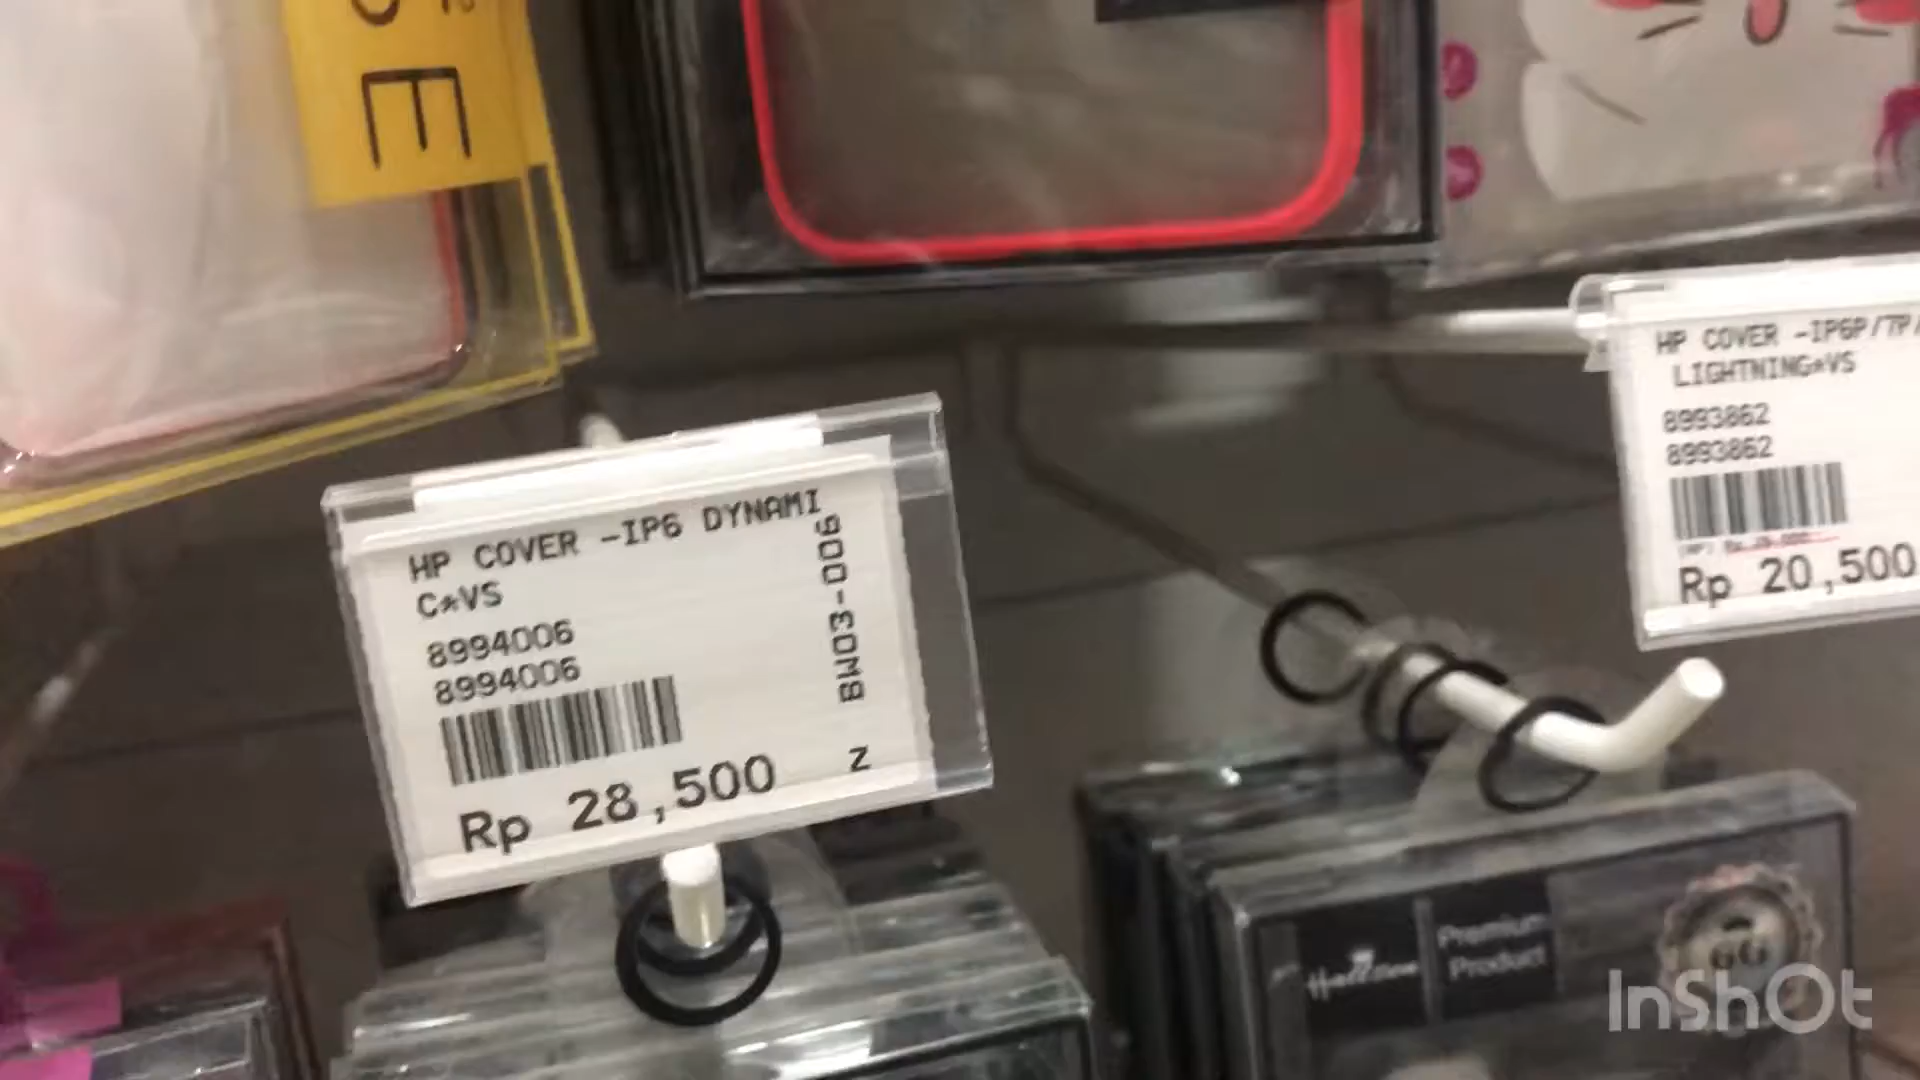 SE
HP COVER -IP6 DYNAMI
C*VS
8994006
8994006
Rp 28,500
BW03-006
N
HP COVER -IP6P/7P/
LIGHTNING*VS
8993862
8993862
Rp 20,500
Premium
Product
InShOt